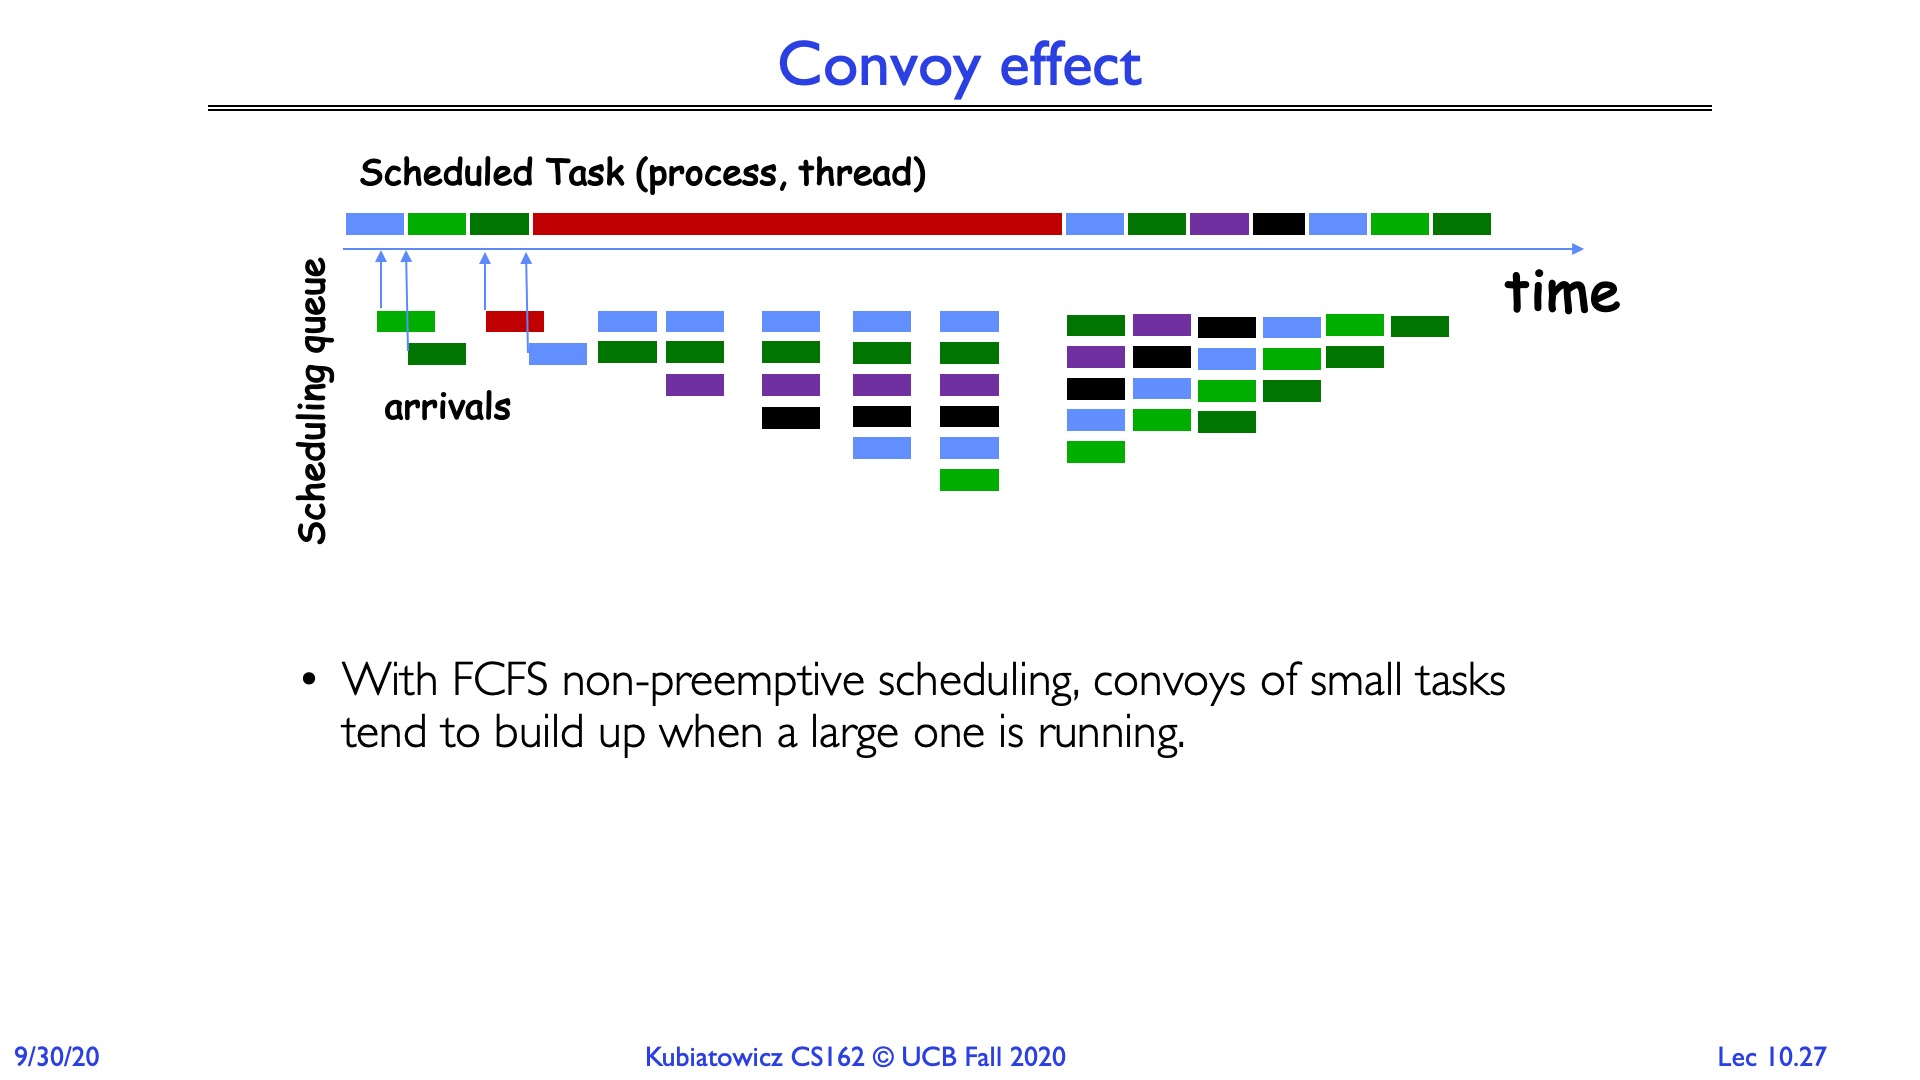 Convoy effect
Scheduled Task (process, thread)
time
Scheduling queue
arrivals
• With FCFS non-preemptive scheduling, convoys of small tasks
tend to build up when a large one is running.
9/30/20
Kubiatowicz CS162 © UCB Fall 2020
Lec 10.27